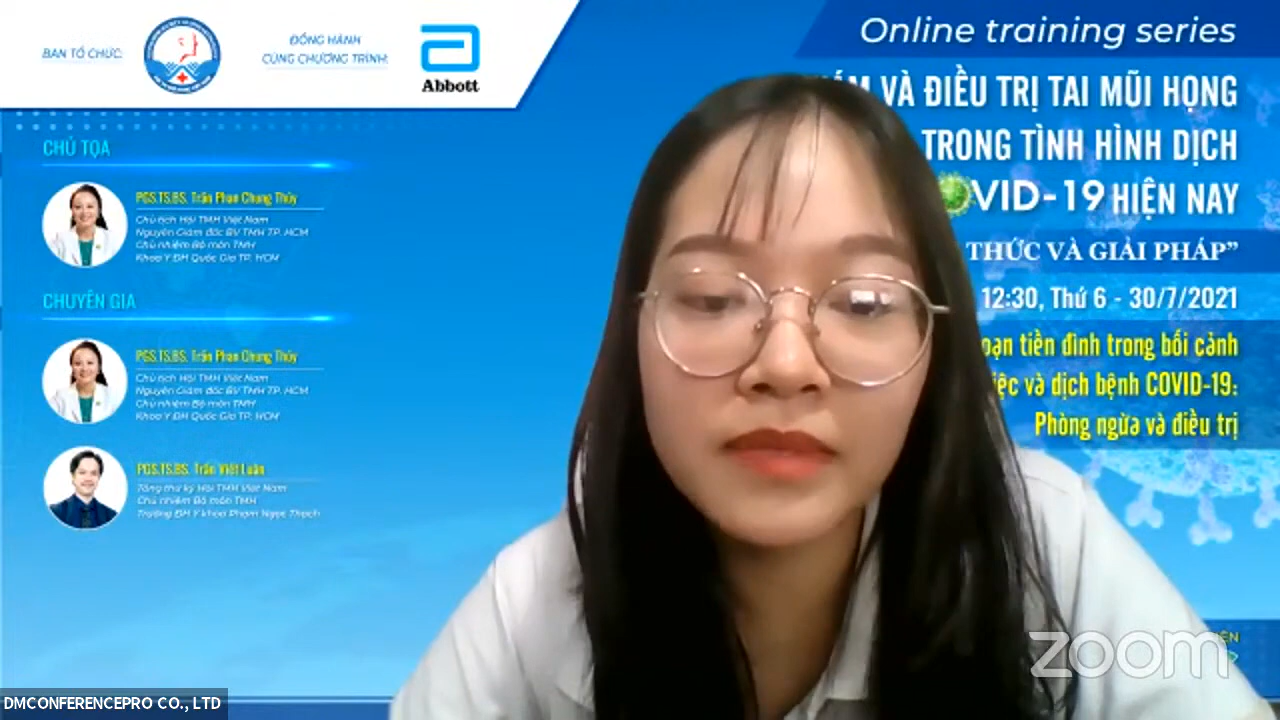 BAN TỔ CHỨC:
ĐỒNG HÀNH
CÙNG CHƯƠNG TRÌNH:
Abbott
Online training series
VÀ ĐIỀU TRỊ TAI MŨI HỌNG
TRONG TÌNH HÌNH DỊCH
VID-19 HIỆN NAY
THỨC VÀ GIẢI PHÁP”
12:30, Thứ 6 - 30/7/2021
tiền đình trong bối cảnh
và dịch bệnh COVID-19:
Phòng ngừa và điều trị
CHỦ TỌA
PGS.TS.BS. Trần Phan Chung Thủy
Chủ tịch Hội TMH Việt Nam
Nguyên Giám đốc BV TMH TP. HCM
Chủ nhiệm Bộ môn TMH
Khoa Y ĐH Quốc Gia TP. HCM
CHUYÊN GIA
PGS.TS.BS. Trần Phan Chung Thủy
Chủ tịch Hội TMH Việt Nam
Nguyên Giám đốc BV TMH TP. HCM
Chủ nhiệm Bộ môn TMH
Khoa Y ĐH Quốc Gia TP. HCM
PGS.TS.BS. Trần Viết Luân
Tổng thư ký Hội TMH Việt Nam
Chủ nhiệm Bộ môn TMH
Trường ĐH Y khoa Phạm Ngọc Thạch
zoom
DMCONFERENCEPRO CO., LTD